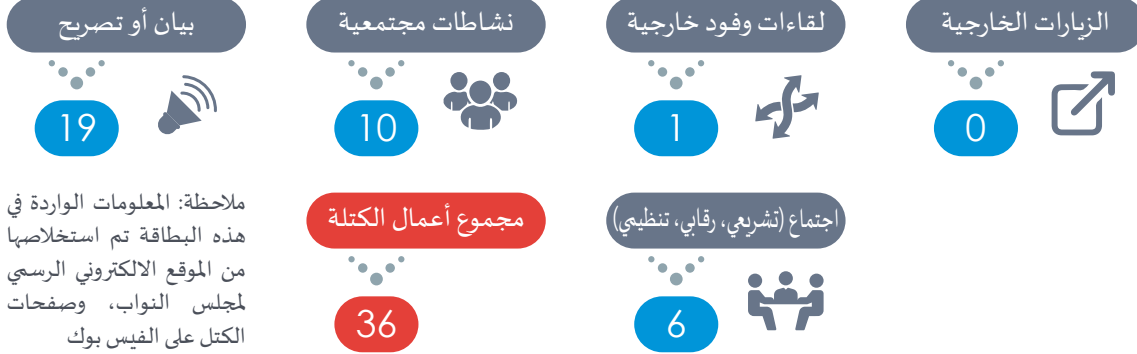 الزيارات الخارجية
0
لقاءات وفود خارجية
1
نشاطات مجتمعية
10
بيان أو تصريح
19
اجتماع (تشريعي، رقابي، تنظيمي)
6
مجموع أعمال الكتلة
36
ملاحظة: المعلومات الواردة في
هذه البطاقة تم استخلاصها
من الموقع الالكتروني الرسمي
لمجلس النواب، وصفحات
الكتل على الفيس بوك